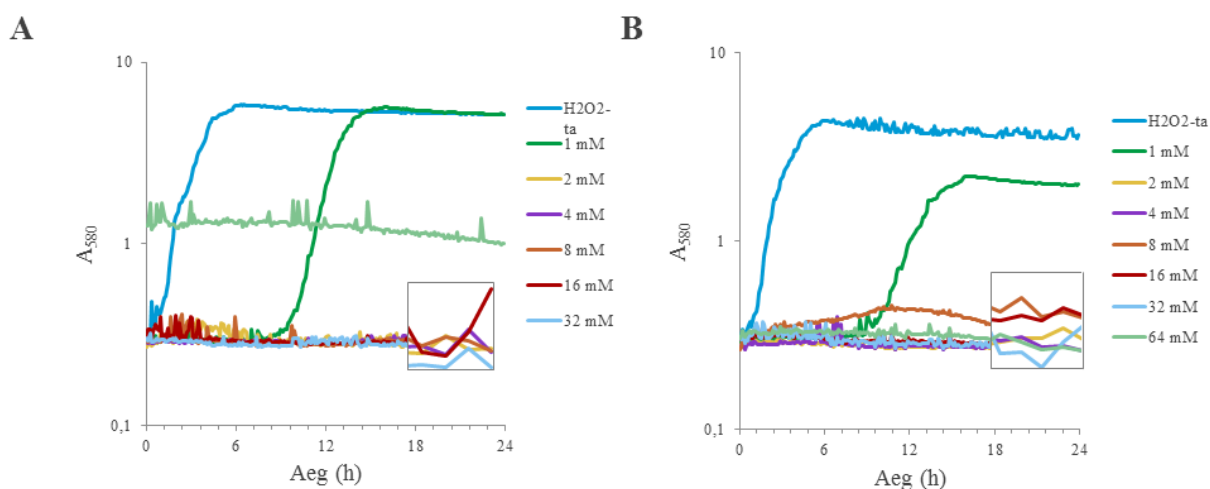 A
10
1
0,1
A580
0
6
12
18
24
Aeg (h)
H2O2-
ta
1 mM
2 mM
4 mM
8 mM
16 mM
32 mM
B
10
1
0,1
A580
0
6
12
18
24
Aeg (h)
H2O2-ta
1 mM
2 mM
4 mM
8 mM
16 mM
32 mM
64 mM